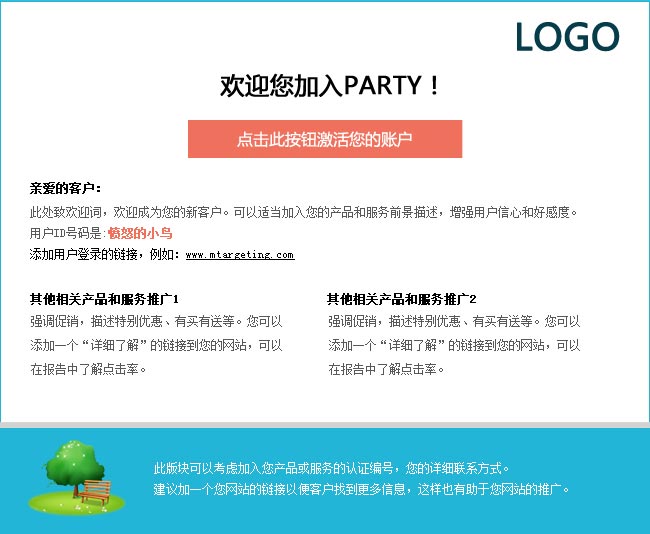 LOGO
欢迎您加入PARTY！
点击此按钮激活您的账户
亲爱的客户：
此处致欢迎词，欢迎成为您的新客户。可以适当加入您的产品和服务前景描述，增强用户信心和好感度。
用户ID号码是:愤怒的小鸟
添加用户登录的链接，例如：www.mtargeting.com
其他相关产品和服务推广1
强调促销，描述特别优惠、有买有送等。您可以
添加一个“详细了解”的链接到您的网站，可以
在报告中了解点击率。
其他相关产品和服务推广2
强调促销，描述特别优惠、有买有送等。您可以
添加一个“详细了解”的链接到您的网站，可以
在报告中了解点击率。
此版块可以考虑加入您产品或服务的认证编号，您的详细联系方式。
建议加一个您网站的链接以便客户找到更多信息，这样也有助于您网站的推广。